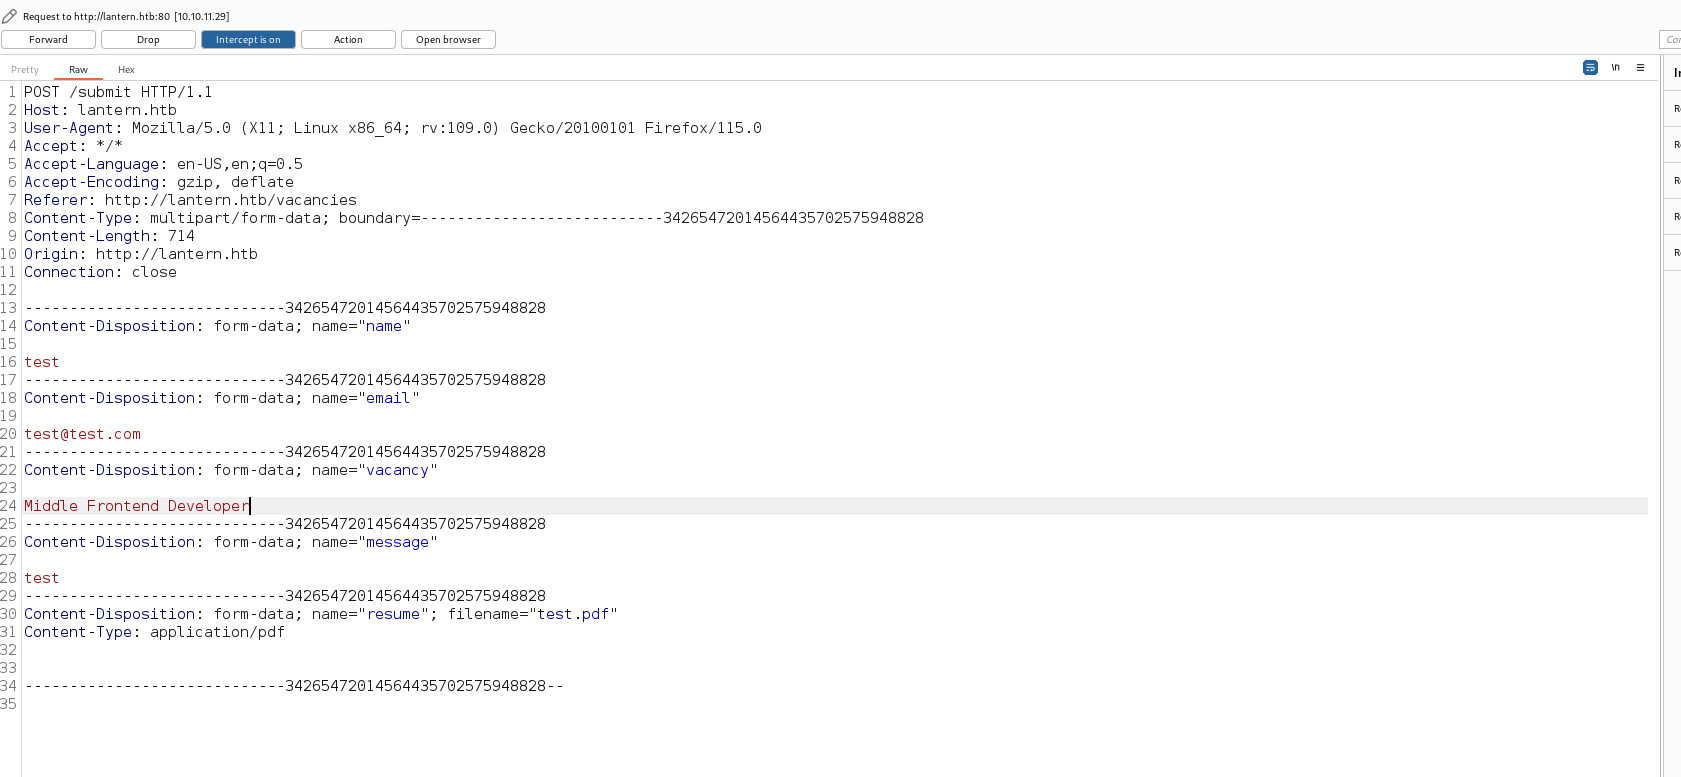 Request to http://lantern.htb:80 [10.10.11.29]
Forward Drop Intercept is on Action Open browser
Pretty Raw Hex \n
1 POST /submit HTTP/1.1
2 Host: lantern.htb
3 User-Agent: Mozilla/5.0 (X11; Linux x86_64; rv:109.0) Gecko/20100101 Firefox/115.0
4 Accept: */*
5 Accept-Language: en-US,en;q=0.5
6 Accept-Encoding: gzip, deflate
7 Referer: http://lantern.htb/vacancies
8 Content-Type: multipart/form-data; boundary=---------------------------34265472014564435702575948828
9 Content-Length: 714
10 Origin: http://lantern.htb
11 Connection: close
12
13 -----------------------------34265472014564435702575948828
14 Content-Disposition: form-data; name="name"
15
16 test
17 -----------------------------34265472014564435702575948828
18 Content-Disposition: form-data; name="email"
19
20 test@test.com
21 -----------------------------34265472014564435702575948828
22 Content-Disposition: form-data; name="vacancy"
23
24 Middle Frontend Developer
25 -----------------------------34265472014564435702575948828
26 Content-Disposition: form-data; name="message"
27
28 test
29 -----------------------------34265472014564435702575948828
30 Content-Disposition: form-data; name="resume"; filename="test.pdf"
31 Content-Type: application/pdf
32
33
34 -----------------------------34265472014564435702575948828--
35